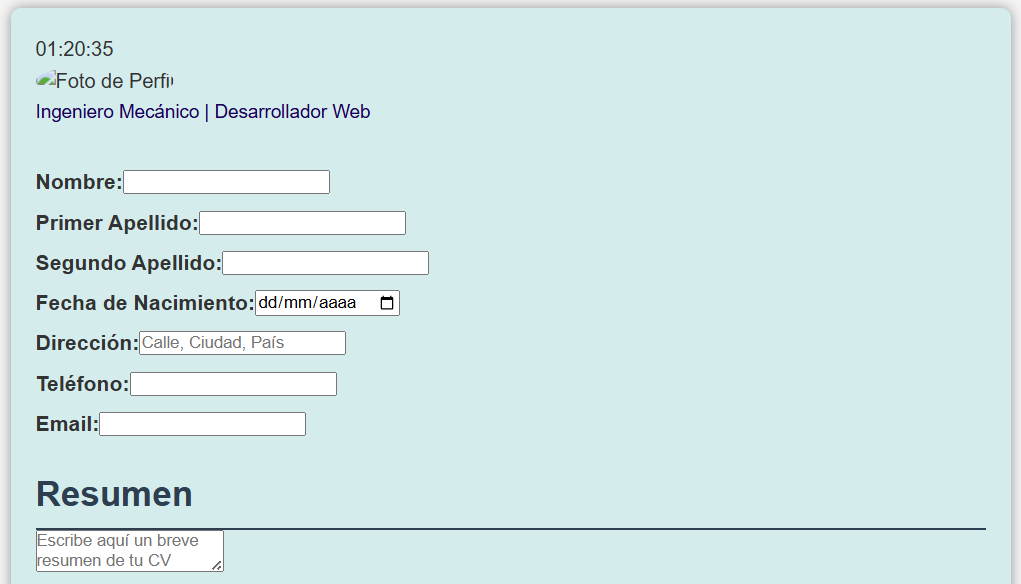 01:20:35
Foto de Perfil
Ingeniero Mecánico | Desarrollador Web
Nombre:
Primer Apellido:
Segundo Apellido:
Fecha de Nacimiento: dd/mm/aaaa
Dirección: Calle, Ciudad, País
Teléfono:
Email:
Resumen
Escribe aquí un breve
resumen de tu CV